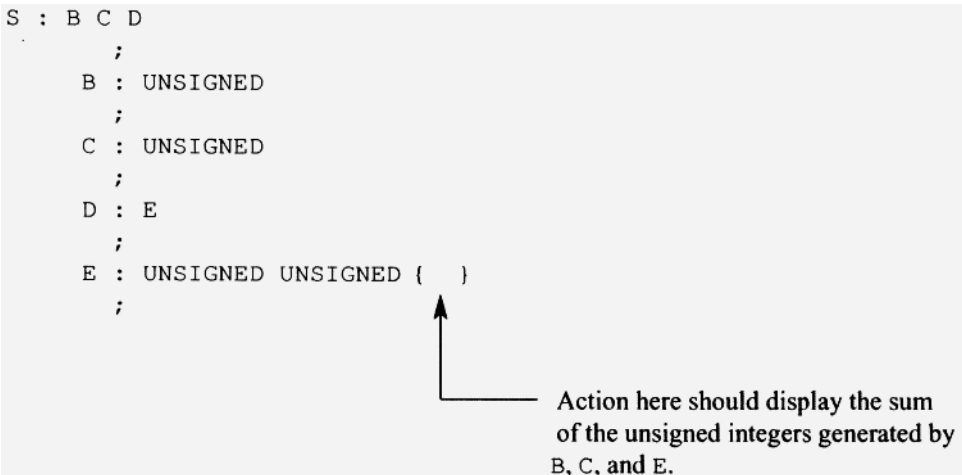 S : B C D
;
B : UNSIGNED
;
C : UNSIGNED
;
D : E
;
E : UNSIGNED UNSIGNED { }
;
Action here should display the sum
of the unsigned integers generated by
B, C, and E.